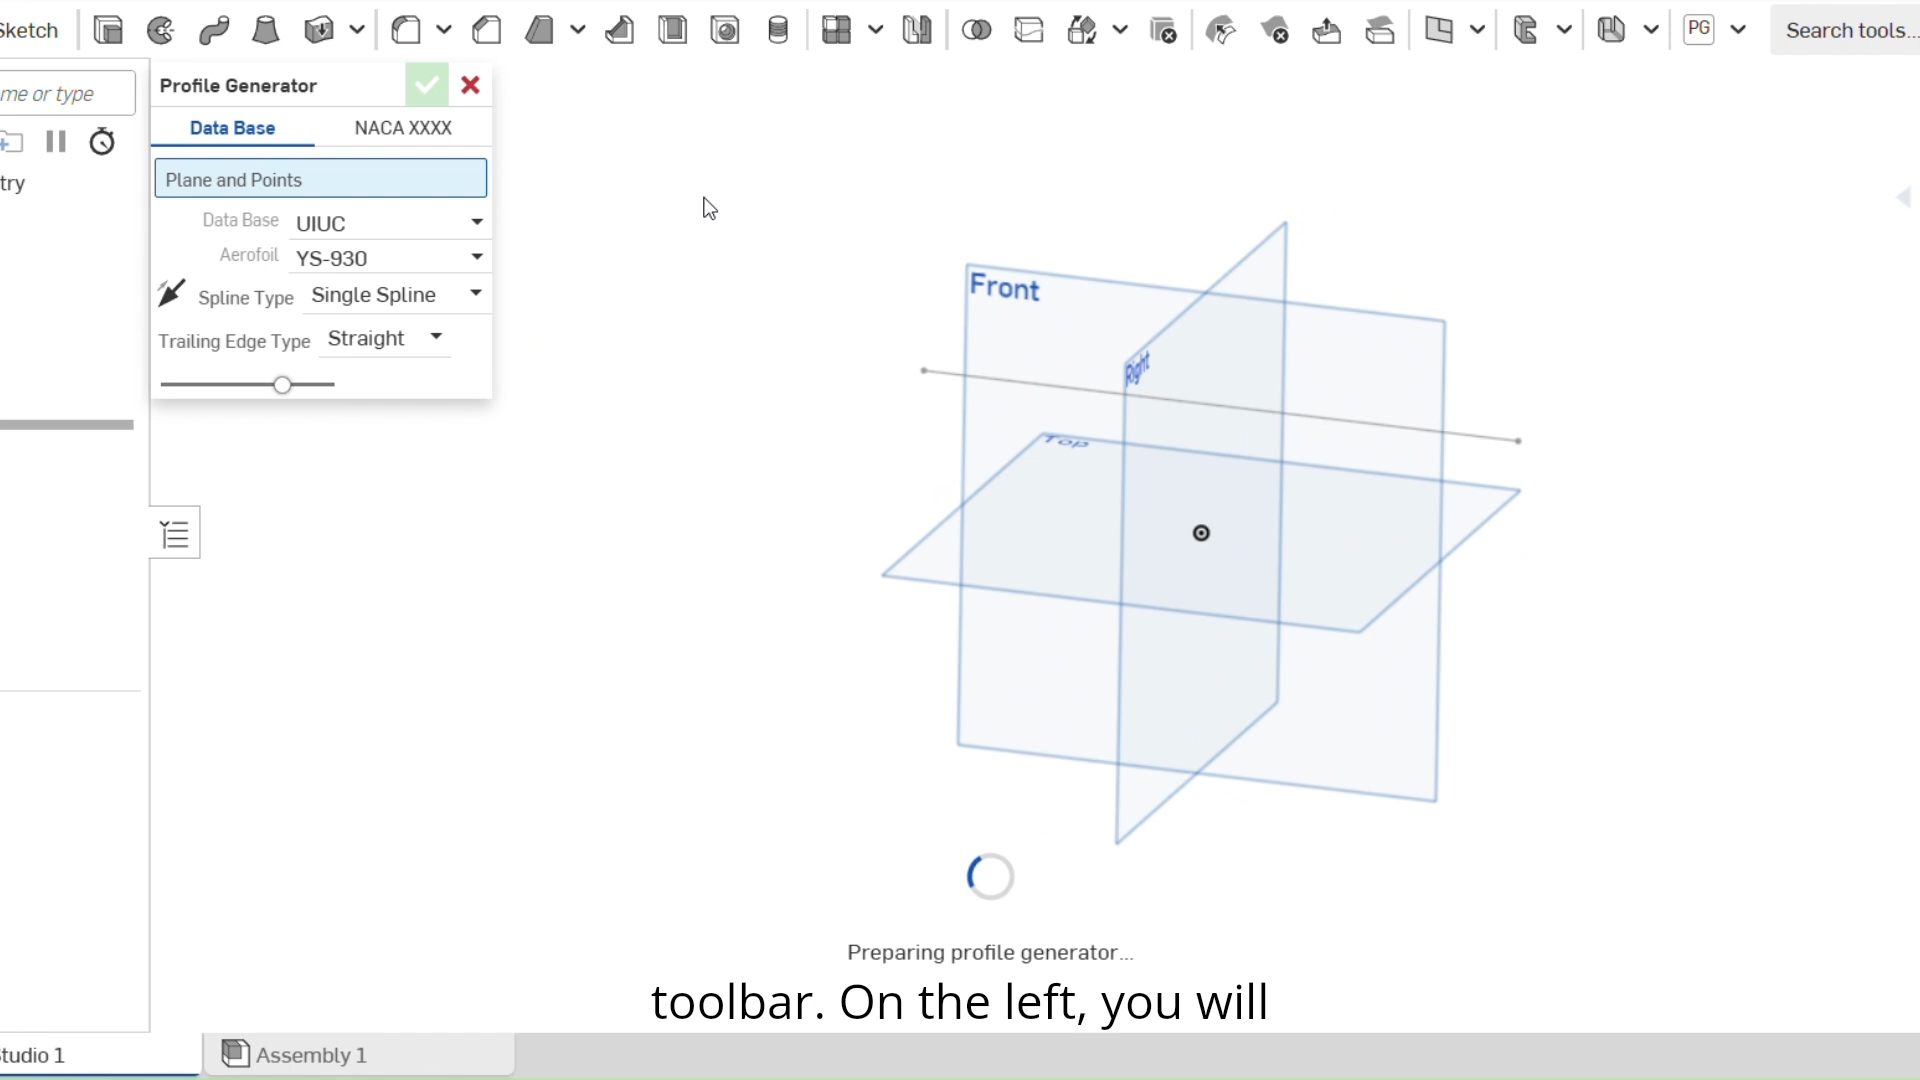 Sketch
PG
Search tools...
me or type
Profile Generator
Data Base
NACA XXXX
try
Plane and Points
Data Base
UIUC
Aerofoil
YS-930
Spline Type
Single Spline
Trailing Edge Type
Straight
Front
Right
Top
Preparing profile generator...
toolbar. On the left, you will
tudio 1
Assembly 1